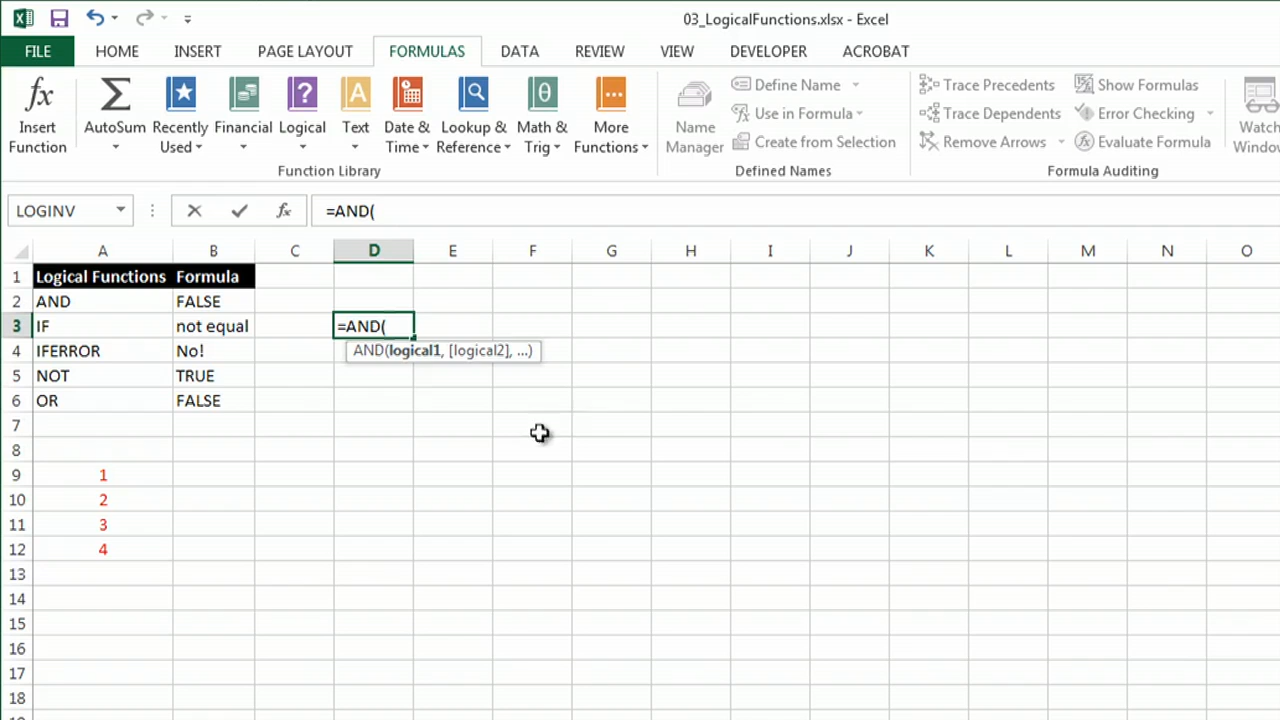 03_LogicalFunctions.xlsx - Excel
FILE HOME INSERT PAGE LAYOUT FORMULAS DATA REVIEW VIEW DEVELOPER ACROBAT
fx Σ ? A θ
Insert Function
AutoSum
Recently Used
Financial
Logical
Text
Date & Time
Lookup & Reference
Math & Trig
More Functions
Function Library
Name Manager
Define Name
Use in Formula
Create from Selection
Defined Names
Trace Precedents
Trace Dependents
Remove Arrows
Show Formulas
Error Checking
Evaluate Formula
Formula Auditing
Watch
Window
LOGINV fx =AND(
A B C D E F G H I J K L M N O
1 Logical Functions Formula
2 AND FALSE
3 IF not equal =AND(
4 IFERROR No! AND(logical1, [logical2], ...)
5 NOT TRUE
6 OR FALSE
7
8
9 1
10 2
11 3
12 4
13
14
15
16
17
18